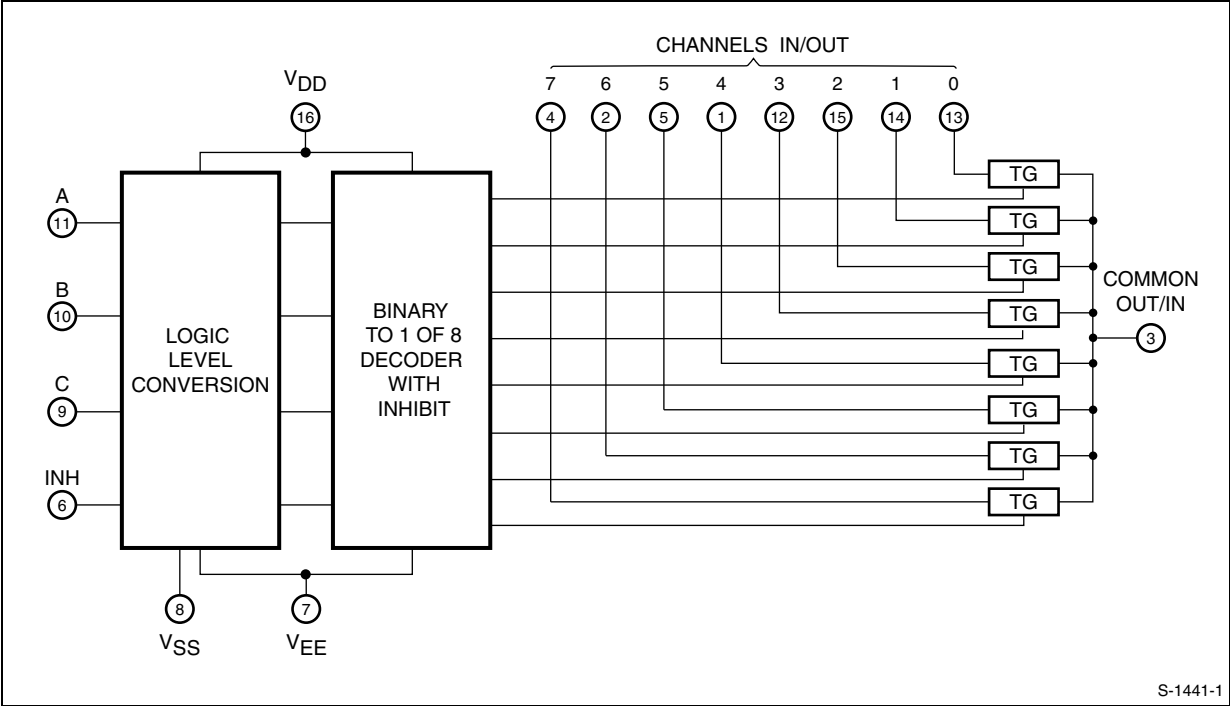 CHANNELS IN/OUT
7 6 5 4 3 2 1 0
4 2 5 1 12 15 14 13
VDD
16
A
11
B
10
C
9
INH
6
LOGIC
LEVEL
CONVERSION
BINARY
TO 1 OF 8
DECODER
WITH
INHIBIT
TG
TG
TG
TG
TG
TG
TG
TG
COMMON
OUT/IN
3
8
VSS
7
VEE
S-1441-1